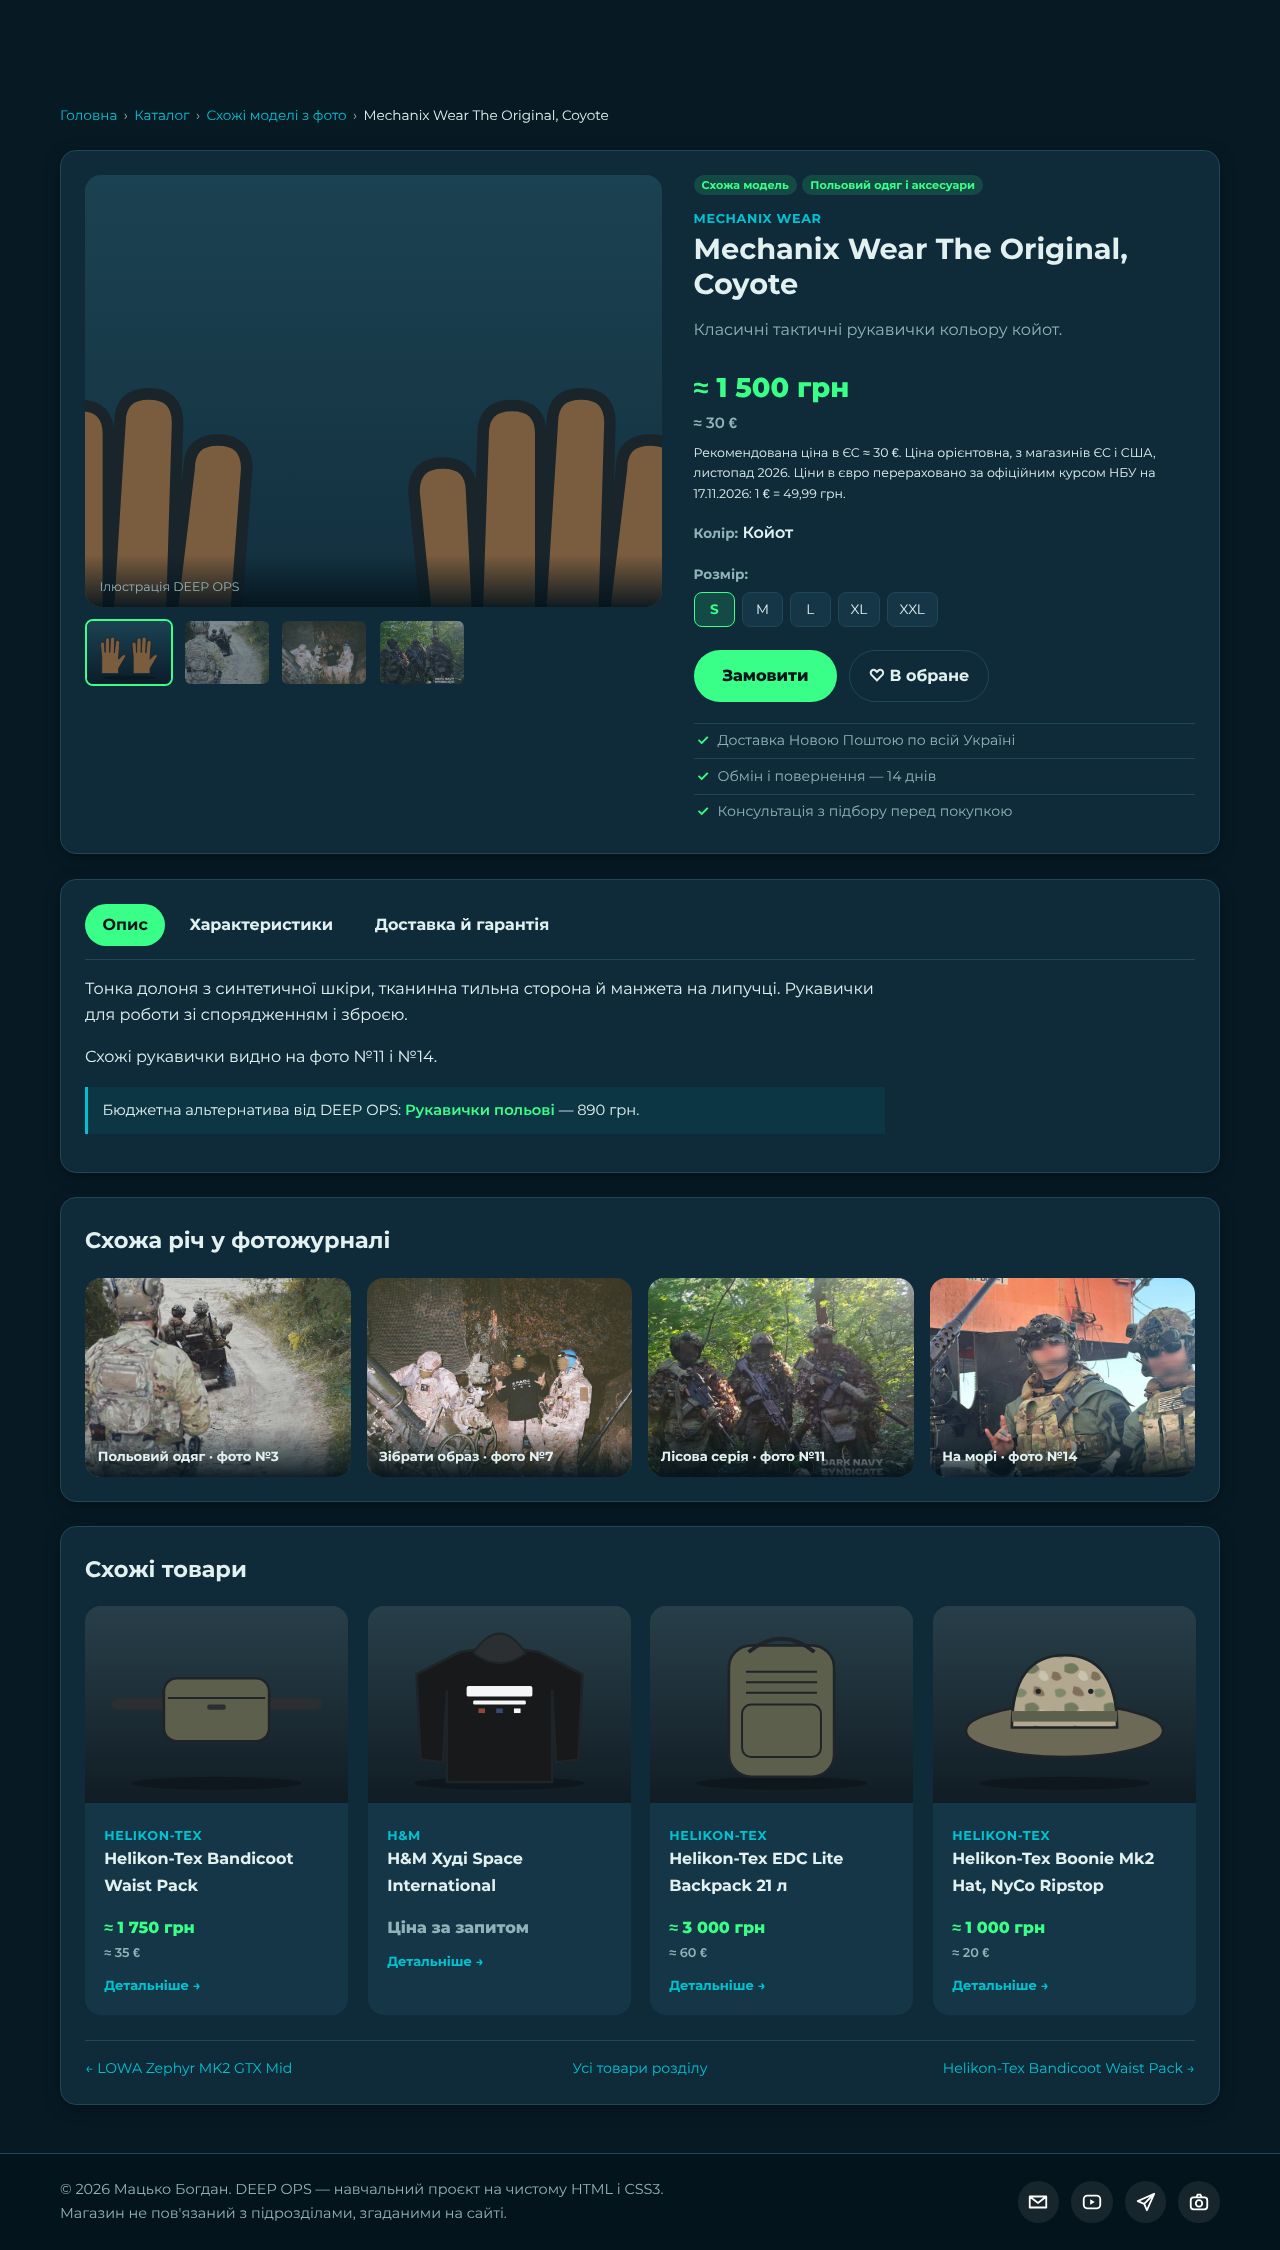 Головна › Каталог › Схожі моделі з фото › Mechanix Wear The Original, Coyote
Схожа модель Польовий одяг і аксесуари
MECHANIX WEAR
Mechanix Wear The Original,
Coyote
Класичні тактичні рукавички кольору койот.
≈ 1 500 грн
≈ 30 €
Рекомендована ціна в ЄС ≈ 30 €. Ціна орієнтовна, з магазинів ЄС і США,
листопад 2026. Ціни в євро перераховано за офіційним курсом НБУ на
17.11.2026: 1 € = 49,99 грн.
Колір: Койот
Розмір:
S M L XL XXL
Замовити ♡ В обране
✓ Доставка Новою Поштою по всій Україні
✓ Обмін і повернення — 14 днів
✓ Консультація з підбору перед покупкою
Ілюстрація DEEP OPS
Опис Характеристики Доставка й гарантія
Тонка долоня з синтетичної шкіри, тканинна тильна сторона й манжета на липучці. Рукавички
для роботи зі спорядженням і зброєю.
Схожі рукавички видно на фото №11 і №14.
Бюджетна альтернатива від DEEP OPS: Рукавички польові — 890 грн.
Схожа річ у фотожурналі
Польовий одяг · фото №3
Зібрати образ · фото №7
Лісова серія · фото №11
DARK NAVY
SYNDICATE
На морі · фото №14
Схожі товари
HELIKON-TEX
Helikon-Tex Bandicoot
Waist Pack
≈ 1 750 грн
≈ 35 €
Детальніше →
H&M
H&M Худі Space
International
Ціна за запитом
Детальніше →
HELIKON-TEX
Helikon-Tex EDC Lite
Backpack 21 л
≈ 3 000 грн
≈ 60 €
Детальніше →
HELIKON-TEX
Helikon-Tex Boonie Mk2
Hat, NyCo Ripstop
≈ 1 000 грн
≈ 20 €
Детальніше →
← LOWA Zephyr MK2 GTX Mid Усі товари розділу Helikon-Tex Bandicoot Waist Pack →
© 2026 Мацько Богдан. DEEP OPS — навчальний проєкт на чистому HTML і CSS3.
Магазин не пов'язаний з підрозділами, згаданими на сайті.